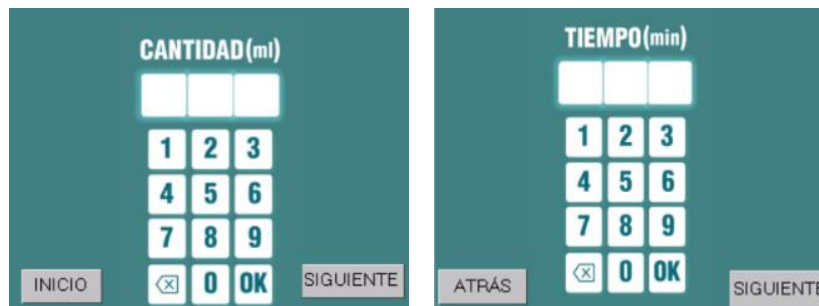 CANTIDAD(ml)
1 2 3
4 5 6
7 8 9
0 OK
INICIO
SIGUIENTE
TIEMPO(min)
1 2 3
4 5 6
7 8 9
0 OK
ATRÁS
SIGUIENTE